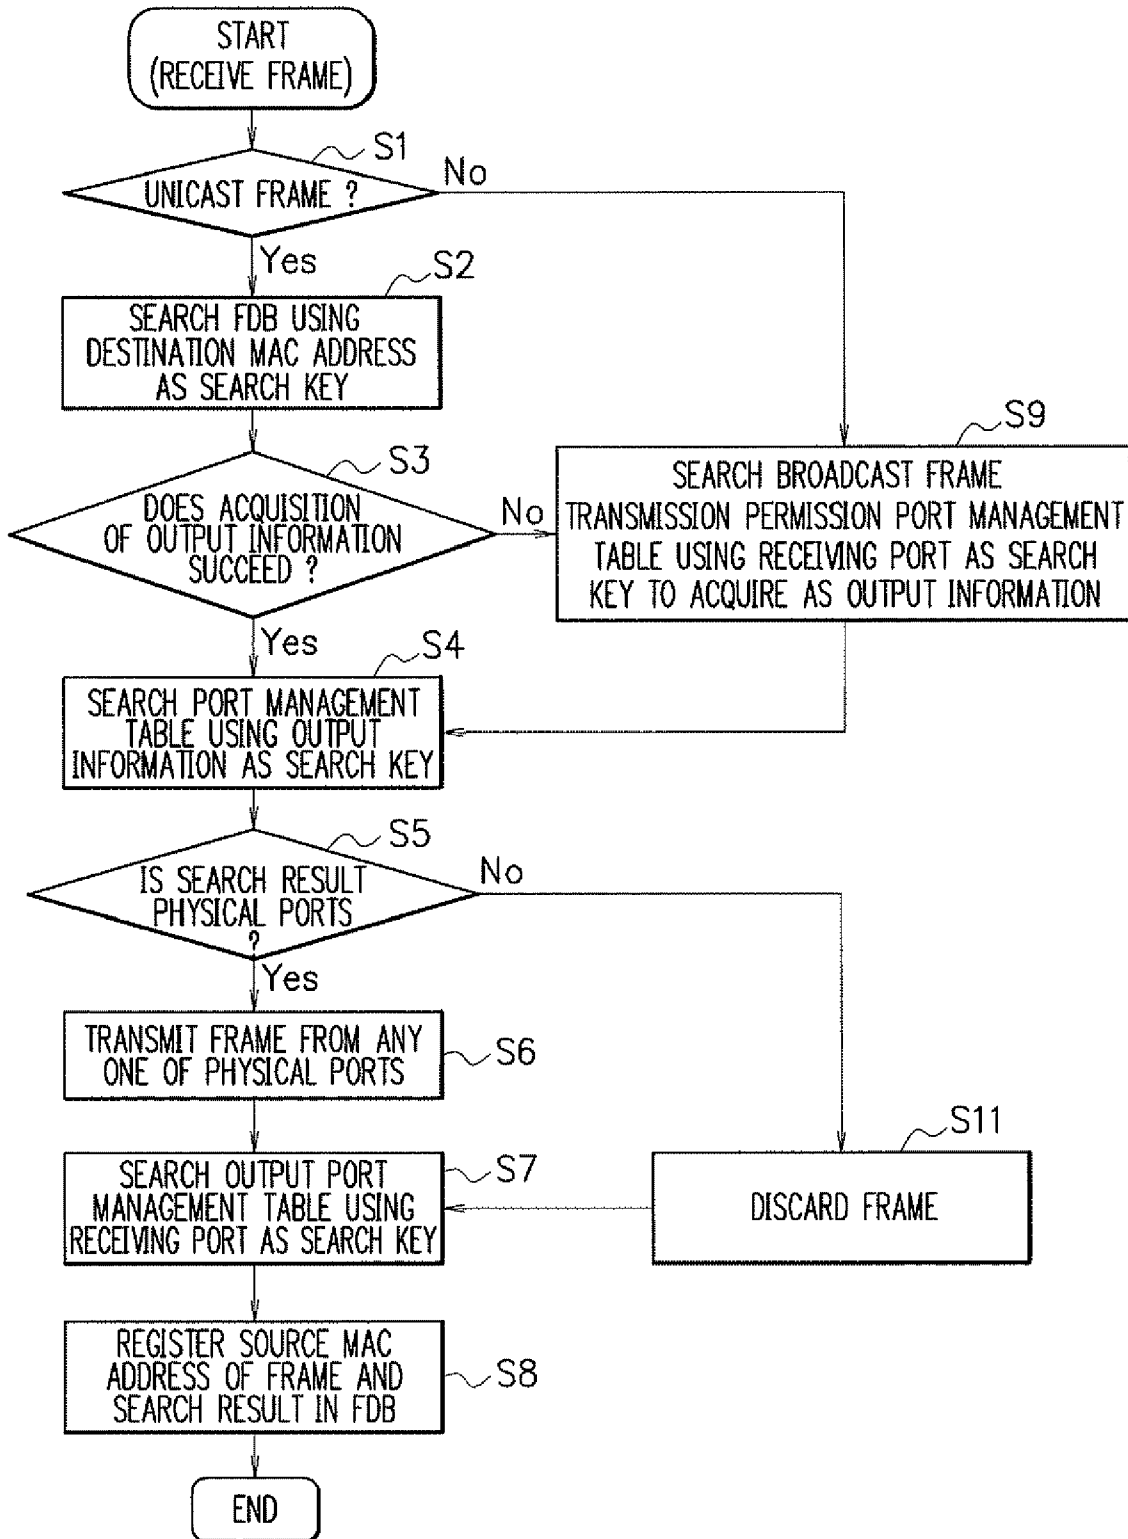 START
(RECEIVE FRAME)
S1
UNICAST FRAME ?
No
Yes
S2
SEARCH FDB USING
DESTINATION MAC ADDRESS
AS SEARCH KEY
S3
DOES ACQUISITION
OF OUTPUT INFORMATION
SUCCEED ?
No
Yes
S9
SEARCH BROADCAST FRAME
TRANSMISSION PERMISSION PORT MANAGEMENT
TABLE USING RECEIVING PORT AS SEARCH
KEY TO ACQUIRE AS OUTPUT INFORMATION
S4
SEARCH PORT MANAGEMENT
TABLE USING OUTPUT
INFORMATION AS SEARCH KEY
S5
IS SEARCH RESULT
PHYSICAL PORTS
?
No
Yes
TRANSMIT FRAME FROM ANY
ONE OF PHYSICAL PORTS
S6
S11
DISCARD FRAME
SEARCH OUTPUT PORT
MANAGEMENT TABLE USING
RECEIVING PORT AS SEARCH KEY
S7
REGISTER SOURCE MAC
ADDRESS OF FRAME AND
SEARCH RESULT IN FDB
S8
END